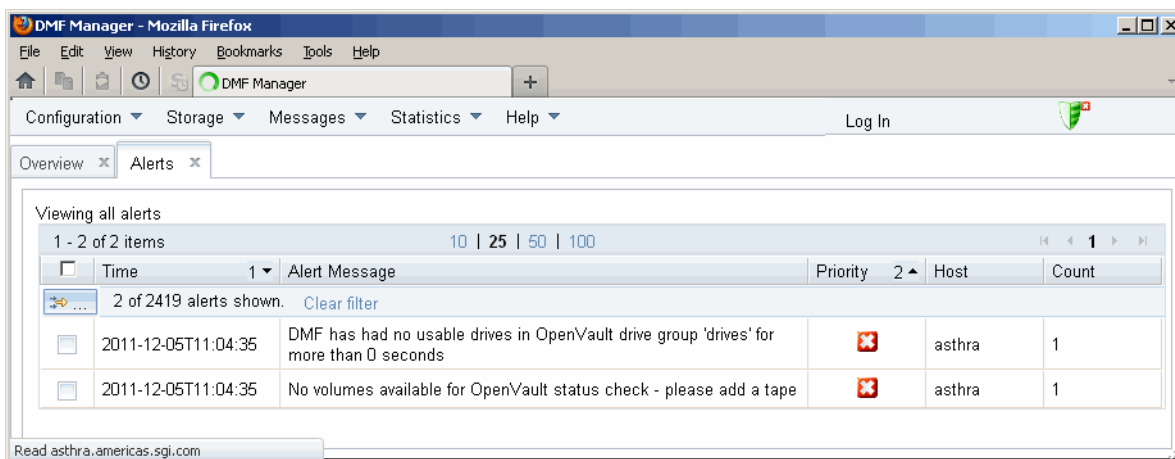 DMF Manager - Mozilla Firefox
File Edit View History Bookmarks Tools Help
DMF Manager
Configuration Storage Messages Statistics Help Log In
Overview Alerts
Viewing all alerts
1 - 2 of 2 items 10 | 25 | 50 | 100 1
Time 1 Alert Message Priority 2 Host Count
... 2 of 2419 alerts shown. Clear filter
2011-12-05T11:04:35 DMF has had no usable drives in OpenVault drive group 'drives' for asthra 1
more than 0 seconds
2011-12-05T11:04:35 No volumes available for OpenVault status check - please add a tape asthra 1
Read asthra.americas.sgi.com